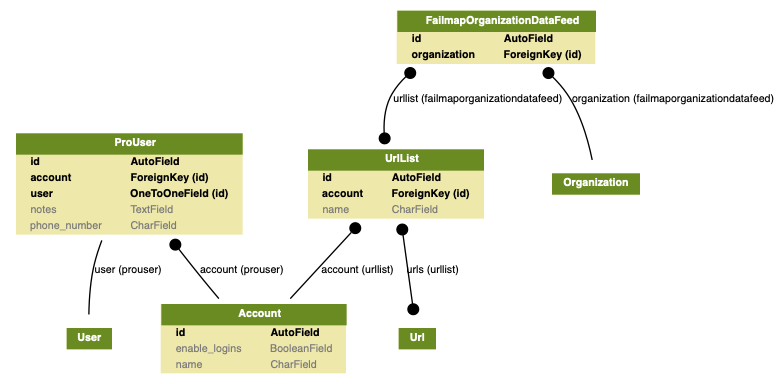 FailmapOrganizationDataFeed
id AutoField
organization ForeignKey (id)
urllist (failmaporganizationdatafeed) organization (failmaporganizationdatafeed)
ProUser
id AutoField
account ForeignKey (id)
user OneToOneField (id)
notes TextField
phone_number CharField
UrlList
id AutoField
account ForeignKey (id)
name CharField
Organization
user (prouser) account (prouser) account (urllist) urls (urllist)
Account
id AutoField
enable_logins BooleanField
name CharField
User
Url